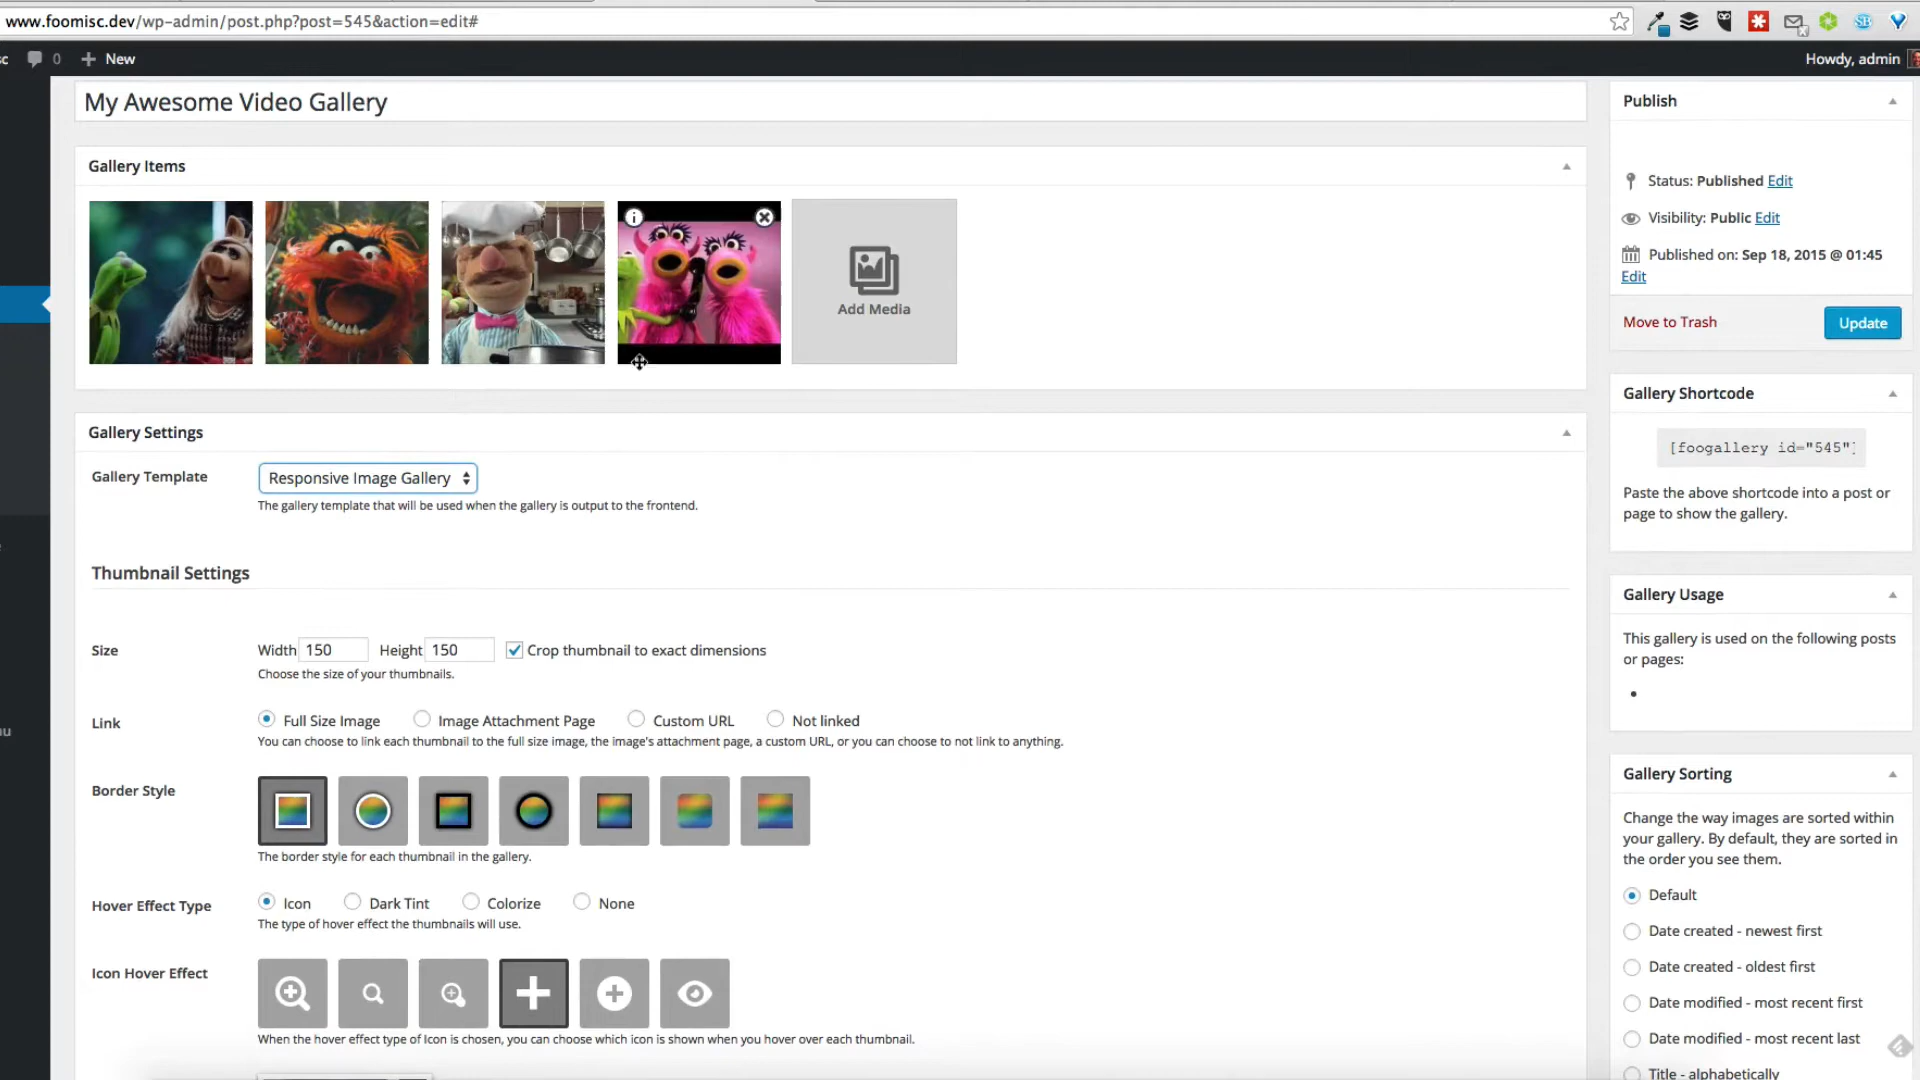 www.foomisc.dev/wp-admin/post.php?post=545&action=edit#
0
New
Howdy, admin
My Awesome Video Gallery
Gallery Items
Add Media
Gallery Settings
Gallery Template
Responsive Image Gallery
The gallery template that will be used when the gallery is output to the frontend.
Thumbnail Settings
Size
Width 150 Height 150 Crop thumbnail to exact dimensions
Choose the size of your thumbnails.
Link
Full Size Image Image Attachment Page Custom URL Not linked
You can choose to link each thumbnail to the full size image, the image's attachment page, a custom URL, or you can choose to not link to anything.
Border Style
The border style for each thumbnail in the gallery.
Hover Effect Type
Icon Dark Tint Colorize None
The type of hover effect the thumbnails will use.
Icon Hover Effect
When the hover effect type of Icon is chosen, you can choose which icon is shown when you hover over each thumbnail.
Publish
Status: Published Edit
Visibility: Public Edit
Published on: Sep 18, 2015 @ 01:45
Edit
Move to Trash
Update
Gallery Shortcode
[foogallery id="545"]
Paste the above shortcode into a post or
page to show the gallery.
Gallery Usage
This gallery is used on the following posts
or pages:
Gallery Sorting
Change the way images are sorted within
your gallery. By default, they are sorted in
the order you see them.
Default
Date created - newest first
Date created - oldest first
Date modified - most recent first
Date modified - most recent last
Title - alphabetically